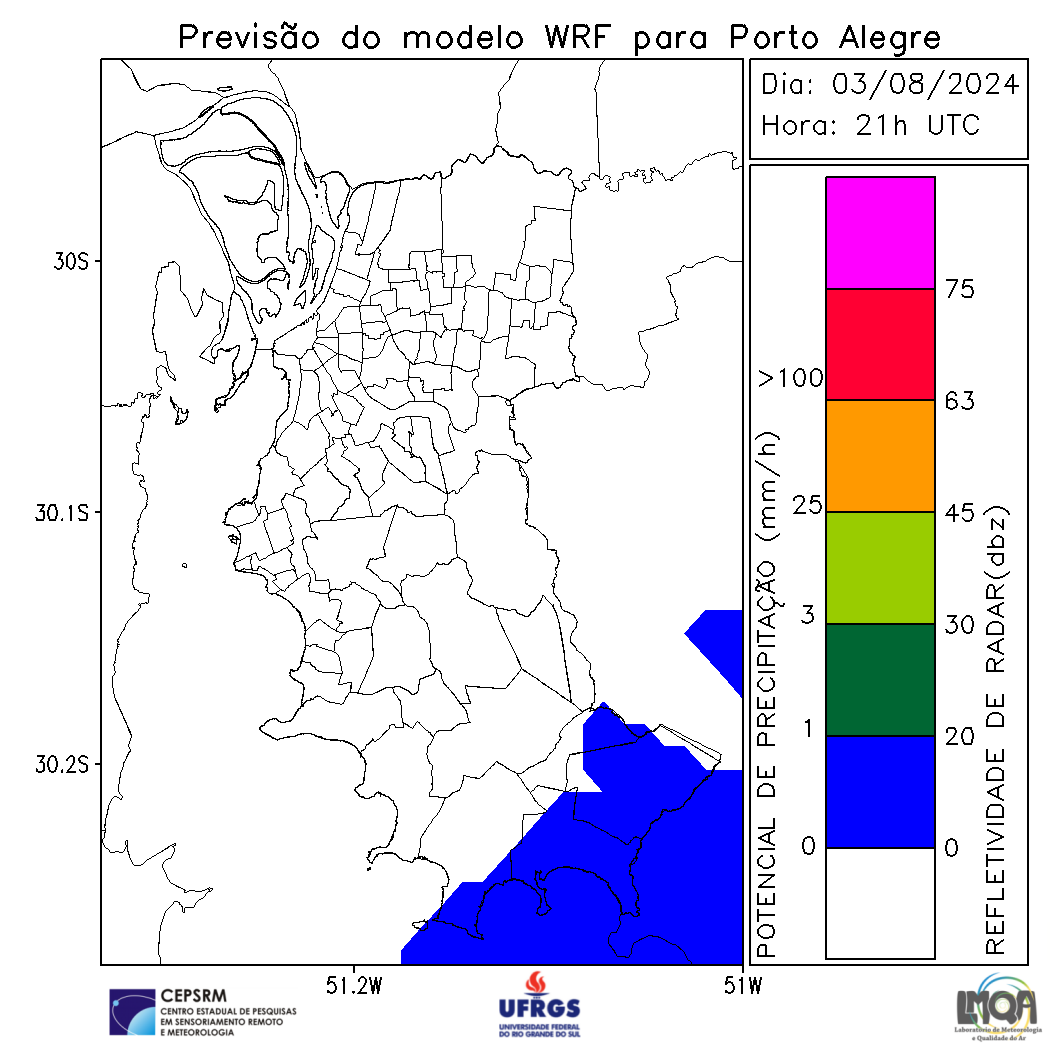 Previsão do modelo WRF para Porto Alegre
Dia: 03/08/2024
Hora: 21h UTC
30S
30.1S
30.2S
51.2W
51W
POTENCIAL DE PRECIPITAÇÃO (mm/h)
>100
25
3
1
0
75
63
45
30
20
0
REFLETIVIDADE DE RADAR(dbz)
CEPSRM
CENTRO ESTADUAL DE PESQUISAS
EM SENSORIAMENTO REMOTO
E METEOROLOGIA
UFRGS
UNIVERSIDADE FEDERAL
DO RIO GRANDE DO SUL
LMQA
Laboratório de Meteorologia
e Qualidade do Ar